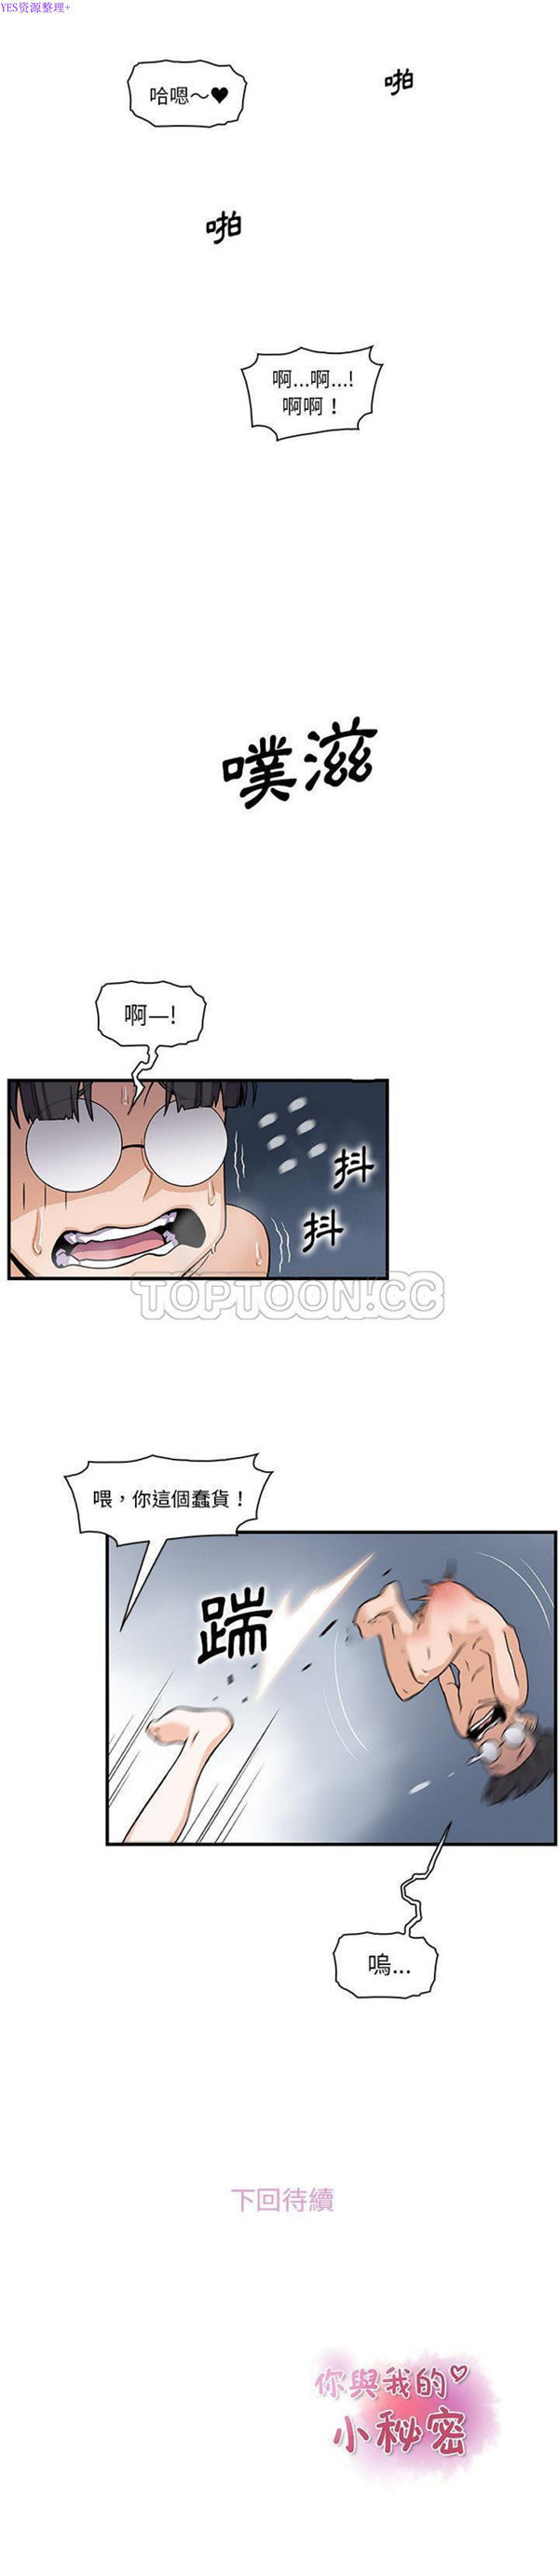 YES资源整理+
哈嗯～♥
啪
啪
啊...啊...!
啊啊！
噗滋
啊—!
抖
抖
TOPTOON.CC
喂，你這個蠢貨！
踹
嗚...
下回待續
你與我的♡
小秘密